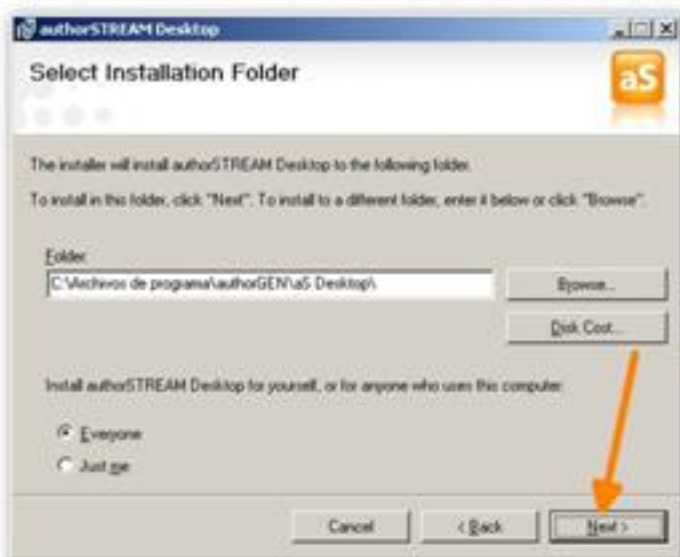 authorSTREAM Desktop
Select Installation Folder
aS
The installer will install authorSTREAM Desktop to the following folder.
To install in this folder, click "Next". To install to a different folder, enter it below or click "Browse".
Folder:
C:\Archivos de programa\authorGEN\aS Desktop\
Browse...
Disk Cost...
Install authorSTREAM Desktop for yourself, or for anyone who uses this computer:
Everyone
Just me
Cancel
< Back
Next >